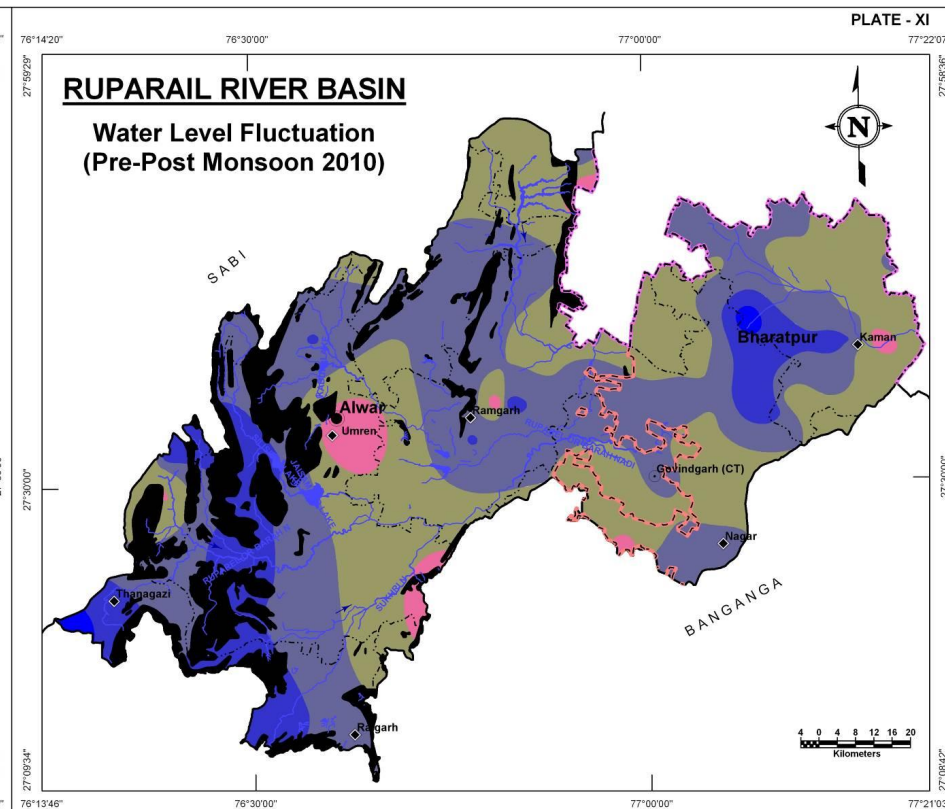 PLATE - XI
76°14'20"
76°30'00"
77°00'00"
77°22'07
27°59'29"
27°58'36"
RUPARAIL RIVER BASIN
Water Level Fluctuation
(Pre-Post Monsoon 2010)
N
SABI
Bharatpur
Kaman
Alwar
Umren
Ramgarh
Govindgarh (CT)
27°30'00"
27°30'00"
Nagar
Thanagazi
BANGANGA
Rajgarh
4 0 4 8 12 16 20
Kilometers
27°09'34"
27°08'42"
76°13'46"
76°30'00"
77°00'00"
77°21'03